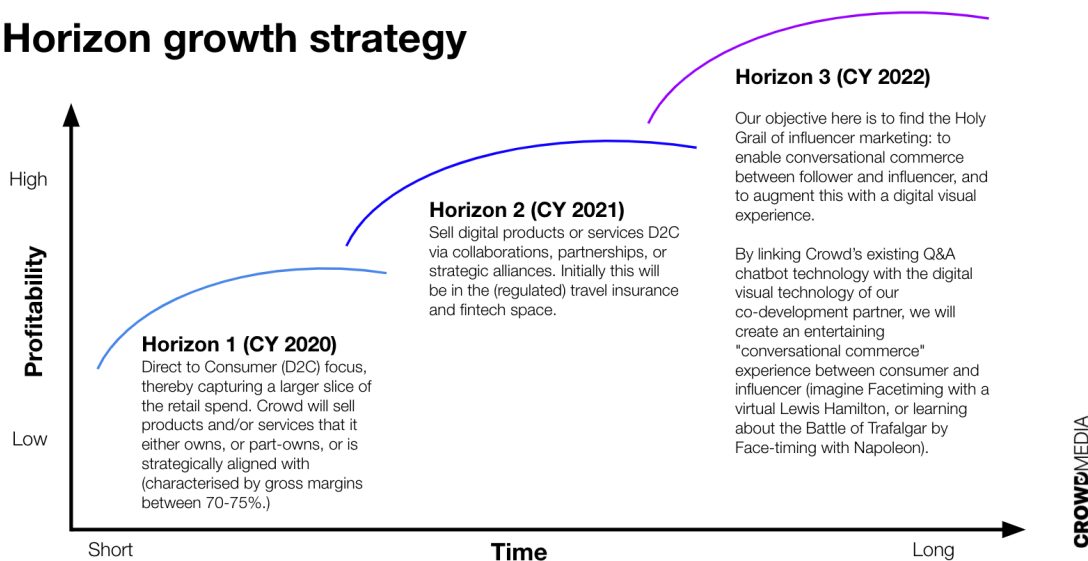 Horizon growth strategy
Horizon 3 (CY 2022)
Our objective here is to find the Holy
Grail of influencer marketing: to
enable conversational commerce
between follower and influencer, and
to augment this with a digital visual
experience.
By linking Crowd’s existing Q&A
chatbot technology with the digital
visual technology of our
co-development partner, we will
create an entertaining
"conversational commerce"
experience between consumer and
influencer (imagine Facetiming with a
virtual Lewis Hamilton, or learning
about the Battle of Trafalgar by
Face-timing with Napoleon).
Horizon 2 (CY 2021)
Sell digital products or services D2C
via collaborations, partnerships, or
strategic alliances. Initially this will
be in the (regulated) travel insurance
and fintech space.
Horizon 1 (CY 2020)
Direct to Consumer (D2C) focus,
thereby capturing a larger slice of
the retail spend. Crowd will sell
products and/or services that it
either owns, or part-owns, or is
strategically aligned with
(characterised by gross margins
between 70-75%.)
High
Profitability
Low
Short
Time
Long
CROWDMEDIA